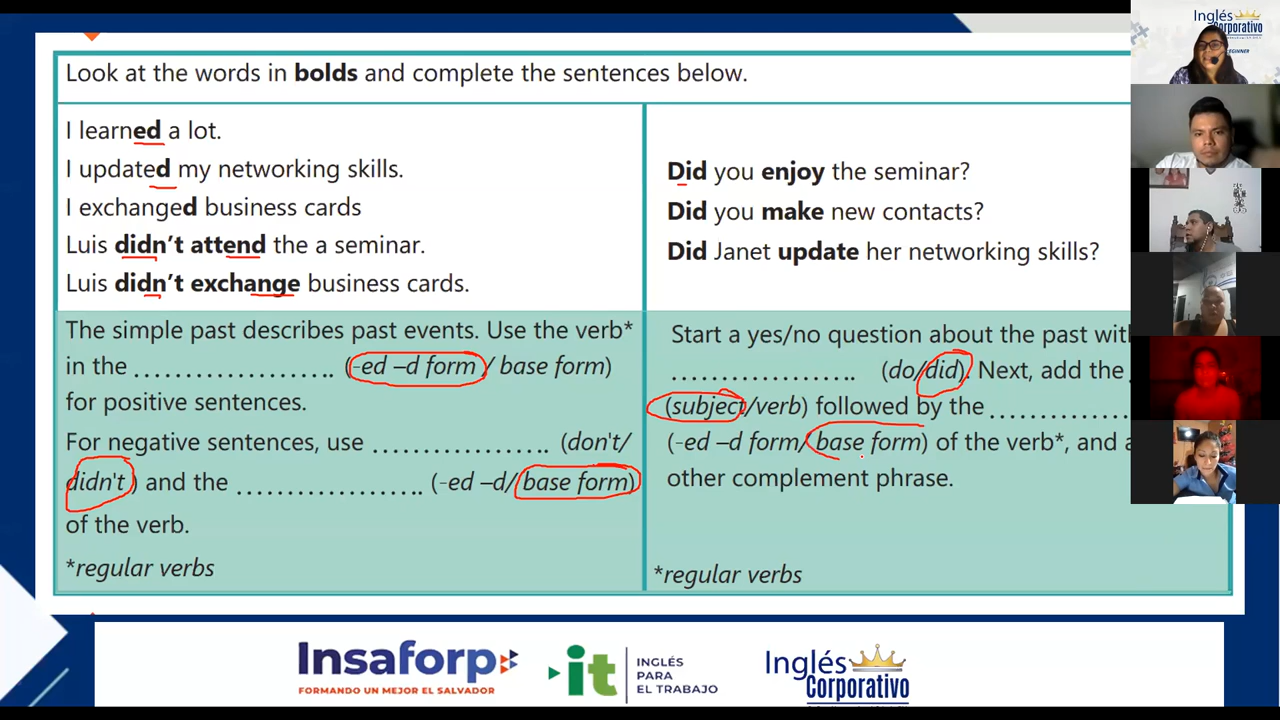 Look at the words in bolds and complete the sentences below.
I learned a lot.
I updated my networking skills.
I exchanged business cards
Luis didn't attend the a seminar.
Luis didn't exchange business cards.
Did you enjoy the seminar?
Did you make new contacts?
Did Janet update her networking skills?
The simple past describes past events. Use the verb*
in the .................... (-ed –d form/ base form)
for positive sentences.
For negative sentences, use .................... (don't/
didn't) and the .................... (-ed –d/base form)
of the verb.
*regular verbs
Start a yes/no question about the past with
.................... (do/did). Next, add the
(subject/verb) followed by the ...............
(-ed –d form/ base form) of the verb*, and a
other complement phrase.
*regular verbs
Insaforp
FORMANDO UN MEJOR EL SALVADOR
it
INGLÉS
PARA
EL TRABAJO
Inglés
Corporativo
Inglés
Corporativo